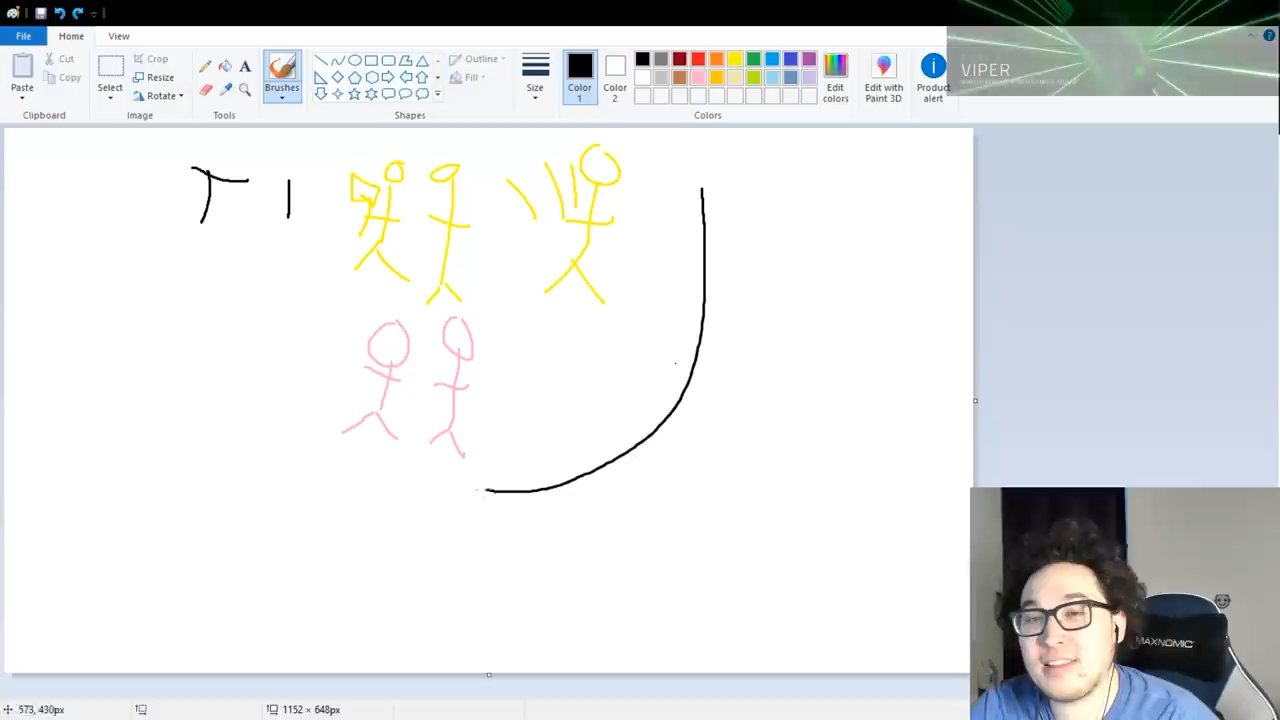 File Home View
VIPER
Cut
Copy
Paste
Crop
Resize
Rotate
Select
A
Brushes
Outline
Fill
Size
Color 1
Color 2
Edit colors
Edit with Paint 3D
Product alert
Clipboard Image Tools Shapes Colors
T 1
MAXNOMIC
573, 430px 1152 × 648px